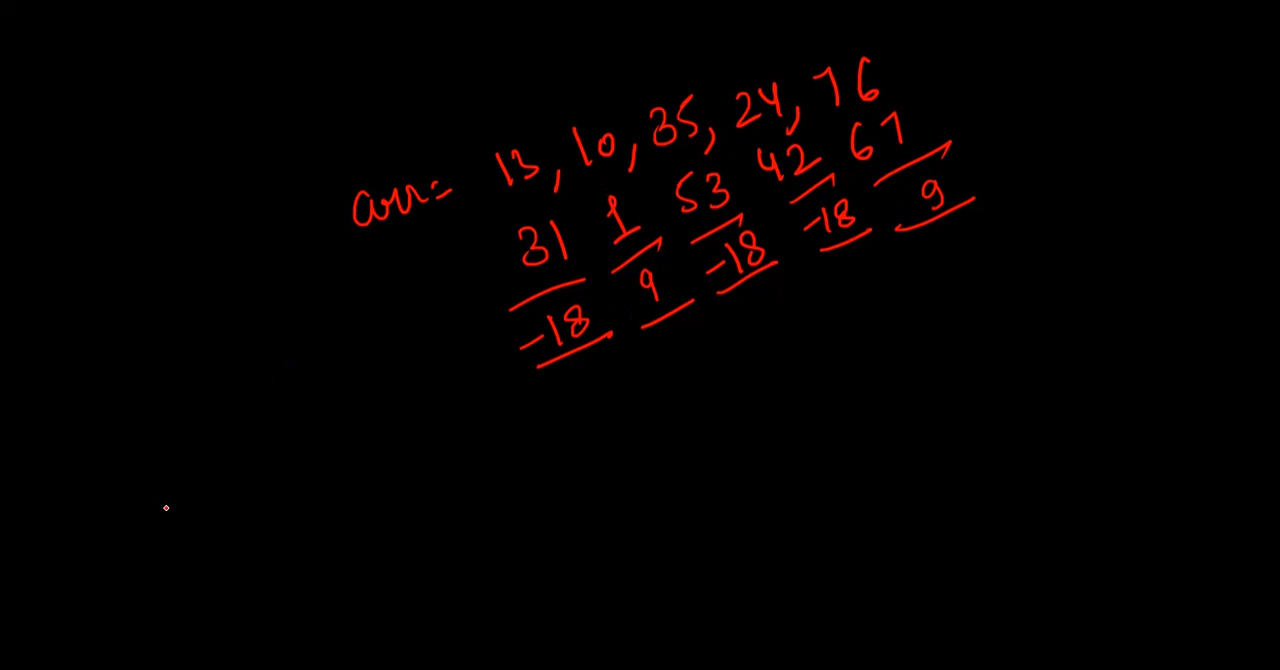 arr= 13, 10, 35, 24, 76
31 1 53 42 67
-18 9 -18 -18 9